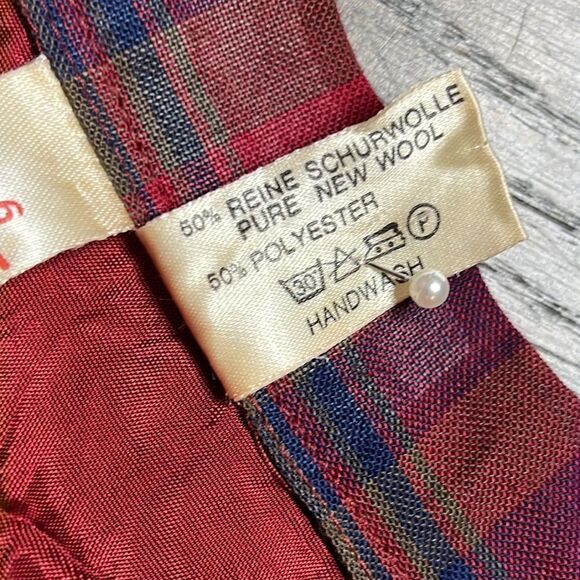 50% REINE SCHURWOLLE
PURE NEW WOOL
50% POLYESTER
30 P
HANDWASH